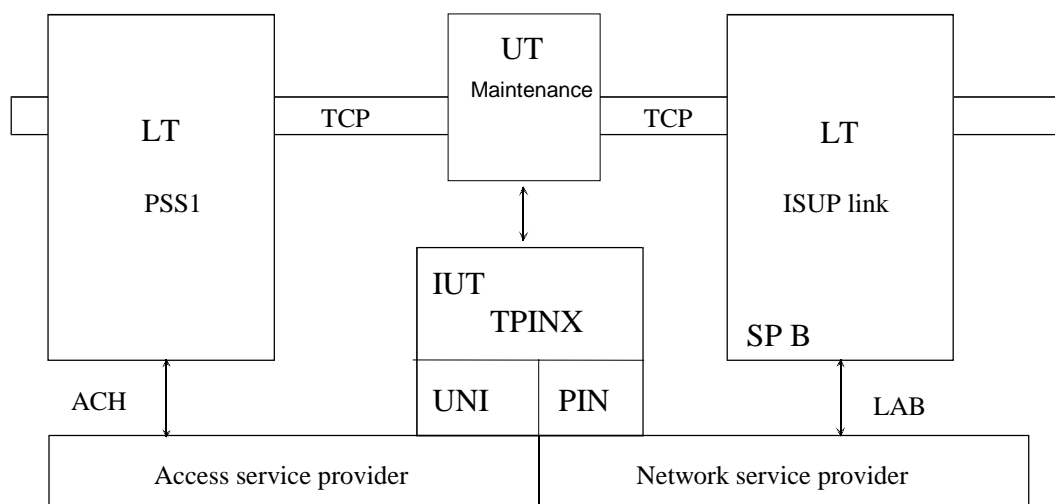 UT
Maintenance
TCP
TCP
LT
LT
PSS1
ISUP link
IUT
TPINX
SP B
ACH
UNI
PIN
LAB
Access service provider
Network service provider